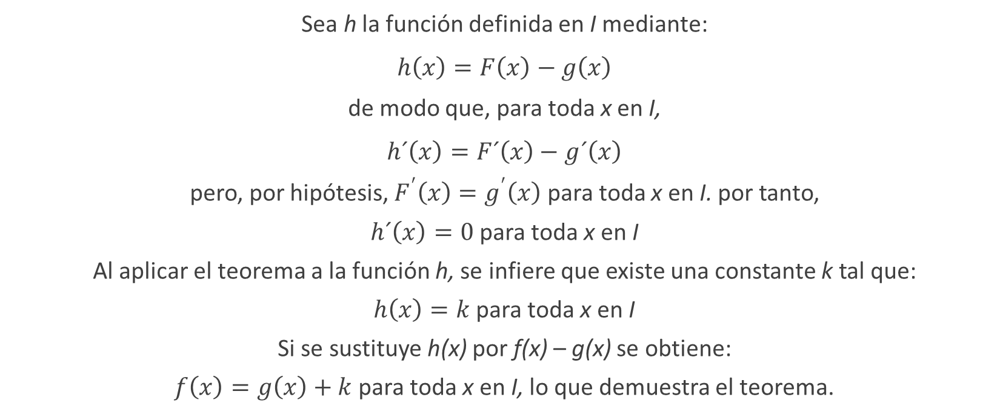 Sea h la función definida en I mediante:
h(x) = F(x) − g(x)
de modo que, para toda x en I,
h´(x) = F´(x) − g´(x)
pero, por hipótesis, F′(x) = g′(x) para toda x en I. por tanto,
h´(x) = 0 para toda x en I
Al aplicar el teorema a la función h, se infiere que existe una constante k tal que:
h(x) = k para toda x en I
Si se sustituye h(x) por f(x) – g(x) se obtiene:
f(x) = g(x) + k para toda x en I, lo que demuestra el teorema.